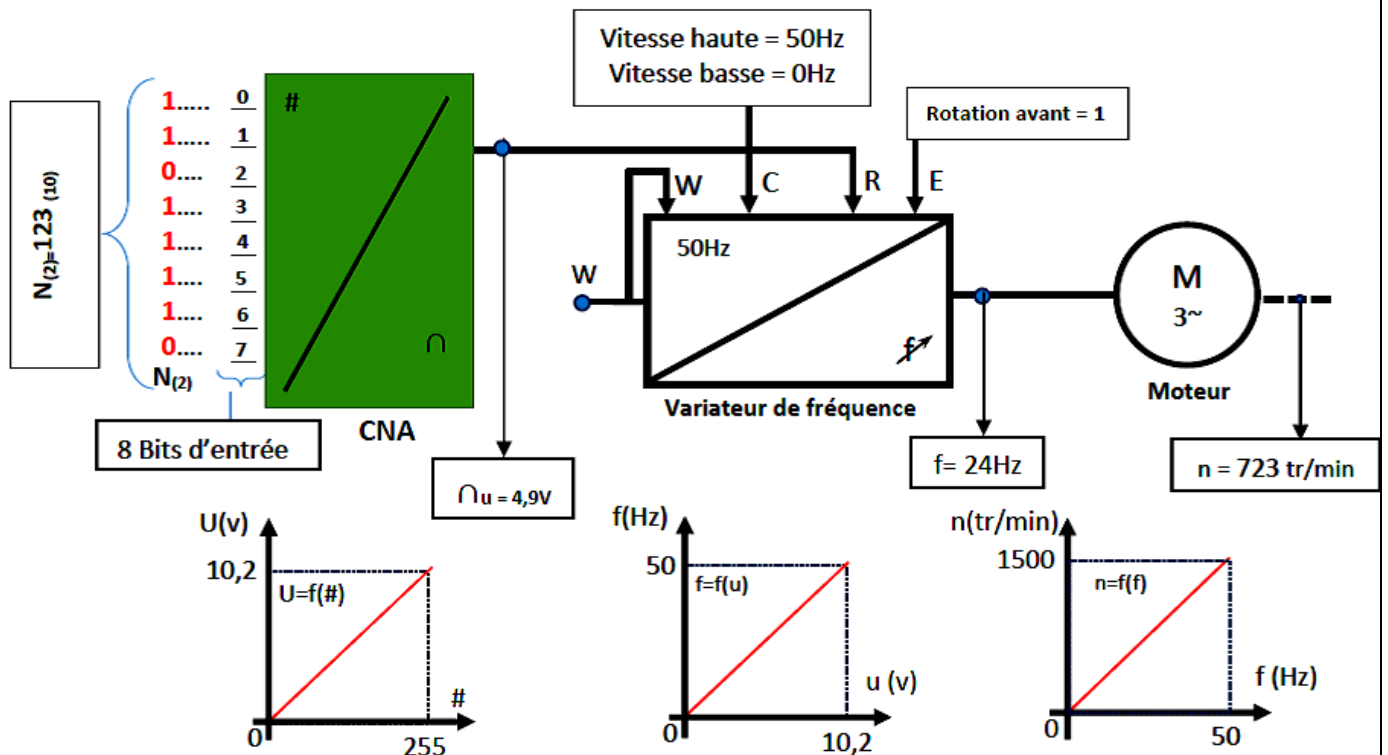 Vitesse haute = 50Hz
Vitesse basse = 0Hz
Rotation avant = 1
N(2)=123 (10)
1..... 0
1..... 1
0.... 2
1.... 3
1.... 4
1.... 5
1.... 6
0.... 7
N(2)
8 Bits d'entrée
#
∩
CNA
∩ u = 4,9V
W
W C R E
50Hz
f
Variateur de fréquence
f= 24Hz
M
3~
Moteur
n = 723 tr/min
U(v)
10,2
U=f(#)
#
0
255
f(Hz)
50
f=f(u)
u (v)
0
10,2
n(tr/min)
1500
n=f(f)
f (Hz)
0
50